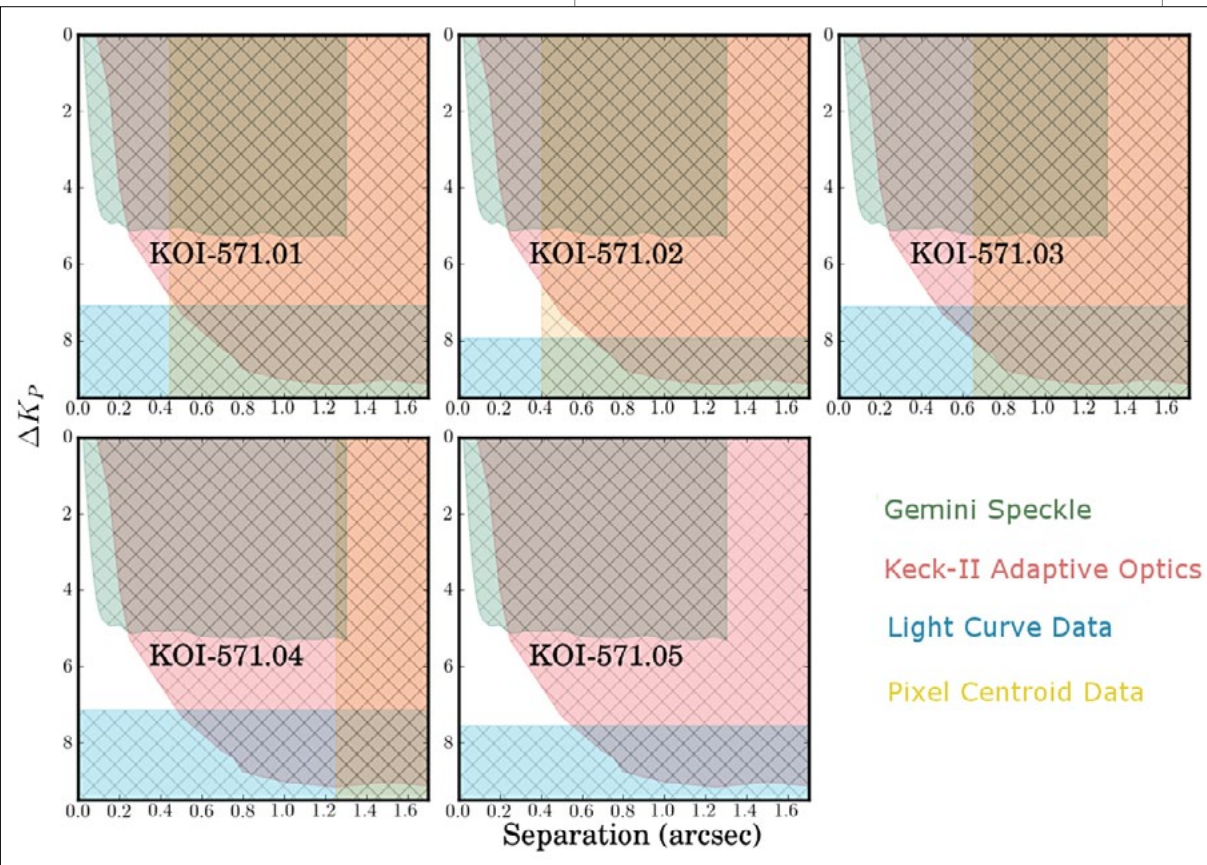 0 2 4 6 8
KOI-571.01
0.0 0.2 0.4 0.6 0.8 1.0 1.2 1.4 1.6
0 2 4 6 8
KOI-571.02
0.0 0.2 0.4 0.6 0.8 1.0 1.2 1.4 1.6
0 2 4 6 8
KOI-571.03
0.0 0.2 0.4 0.6 0.8 1.0 1.2 1.4 1.6
ΔK_P
0 2 4 6 8
KOI-571.04
0.0 0.2 0.4 0.6 0.8 1.0 1.2 1.4 1.6
0 2 4 6 8
KOI-571.05
0.0 0.2 0.4 0.6 0.8 1.0 1.2 1.4 1.6
Separation (arcsec)
Gemini Speckle
Keck-II Adaptive Optics
Light Curve Data
Pixel Centroid Data